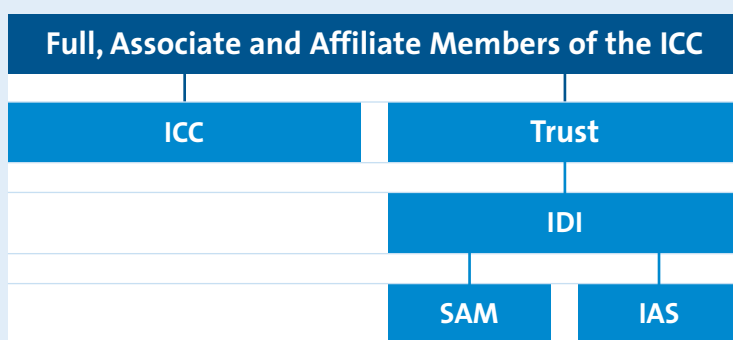 Full, Associate and Affiliate Members of the ICC
ICC
Trust
IDI
SAM
IAS